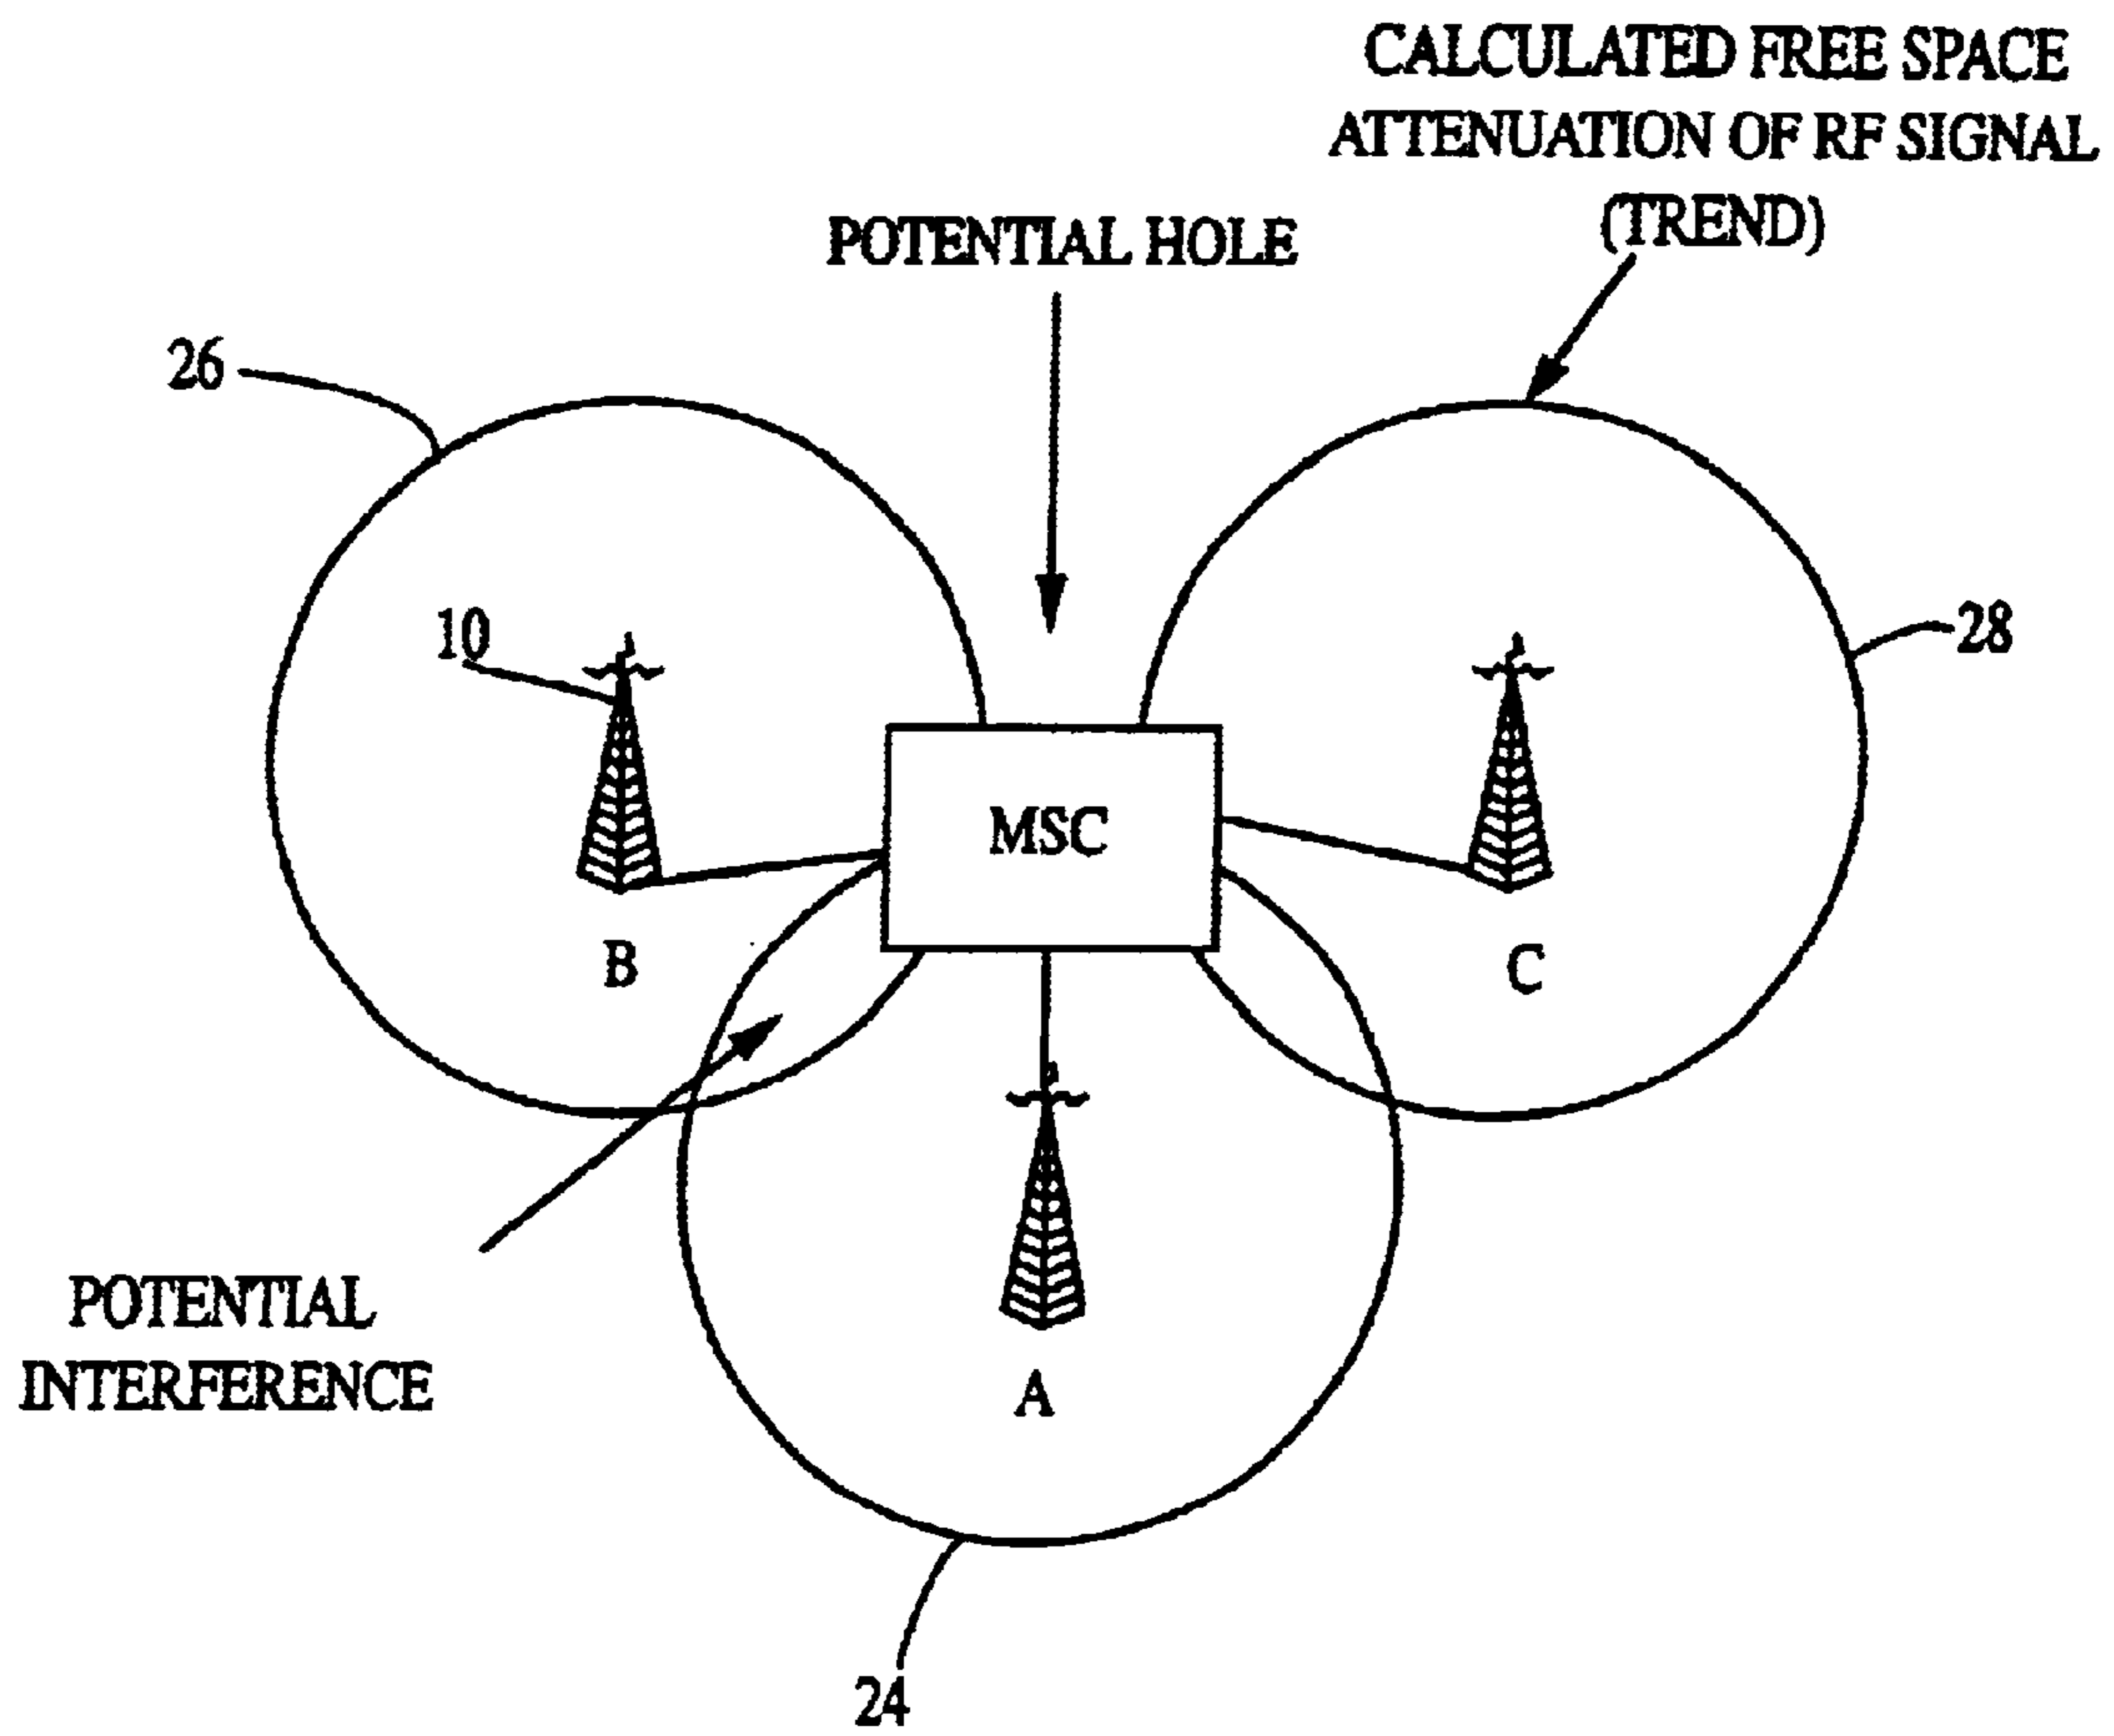 CALCULATED FREE SPACE
ATTENUATION OF RF SIGNAL
(TREND)
POTENTIAL HOLE
26
10
28
MSC
B
C
POTENTIAL
INTERFERENCE
A
24